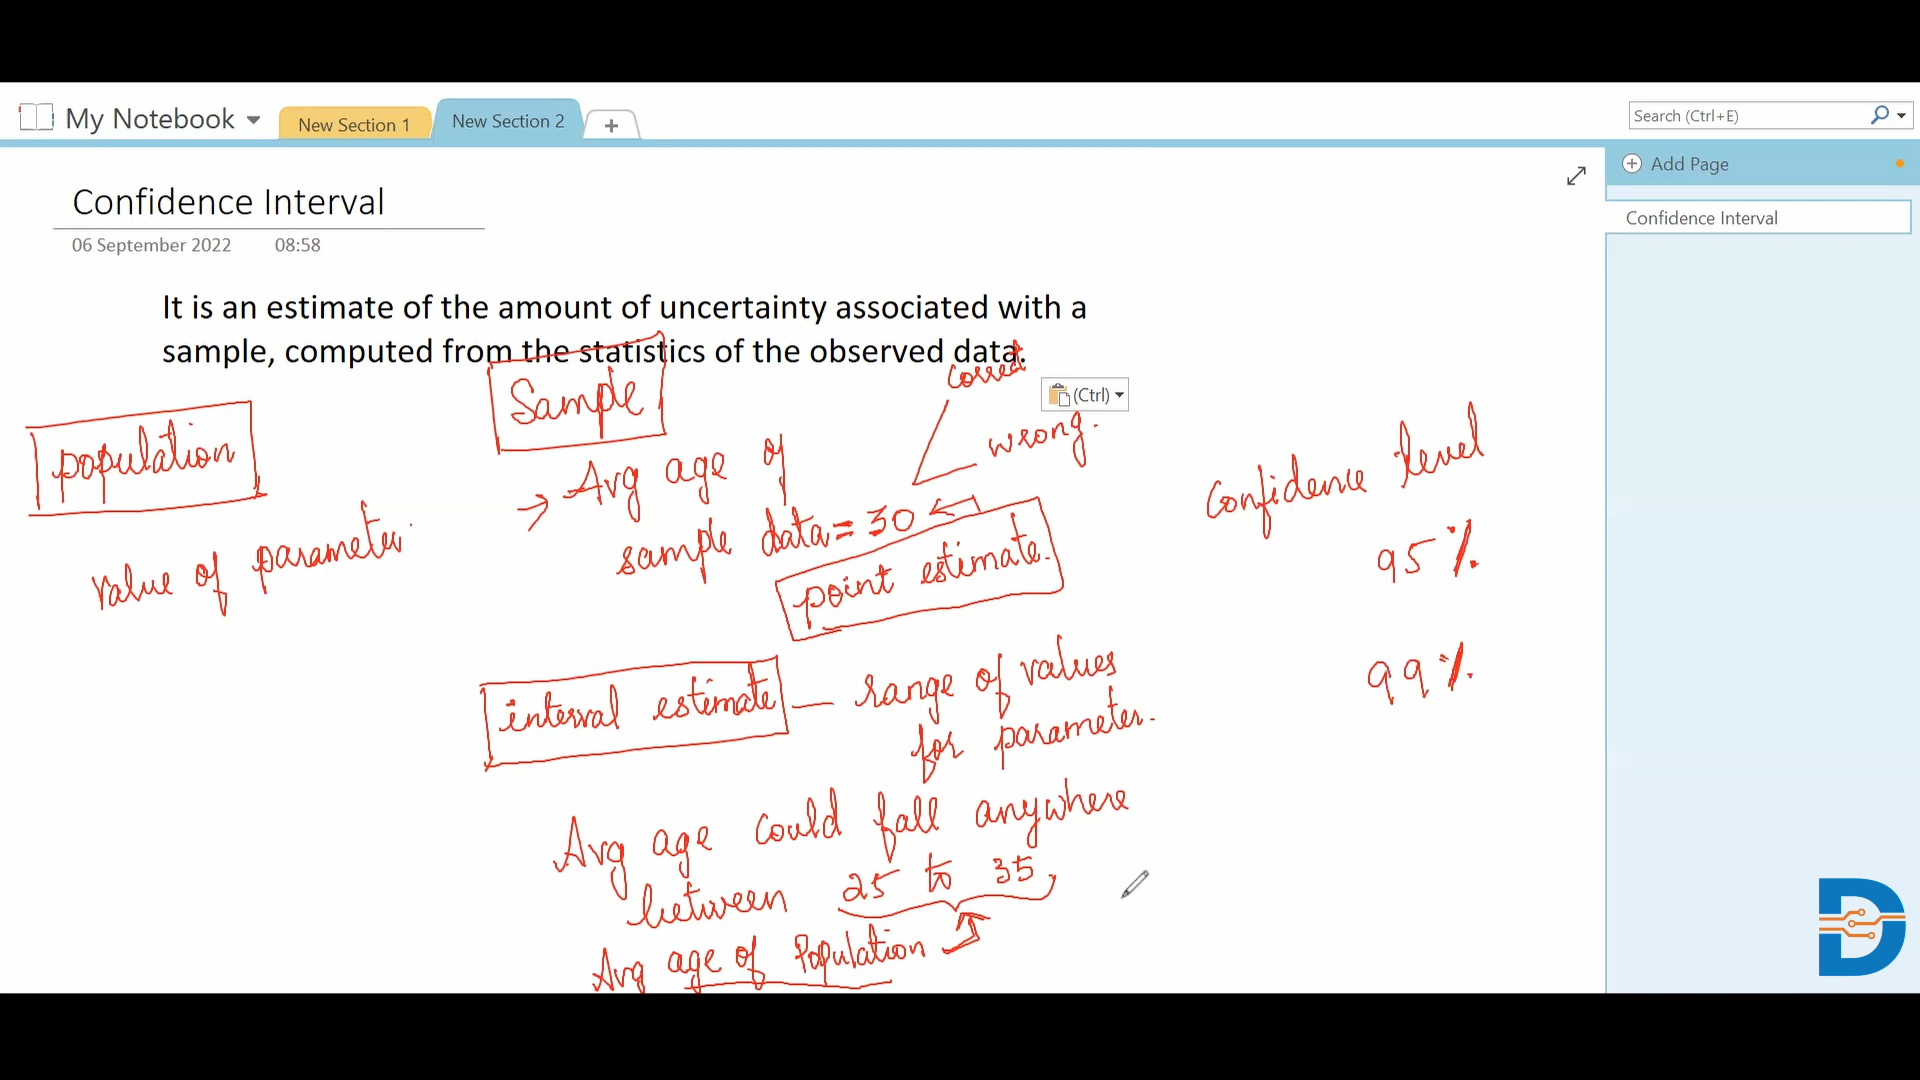 My Notebook
New Section 1
New Section 2
+
Search (Ctrl+E)
Add Page
Confidence Interval
Confidence Interval
06 September 2022 08:58
It is an estimate of the amount of uncertainty associated with a
sample, computed from the statistics of the observed data.
(Ctrl)
population
value of parameter.
Sample
→ Avg age of
sample data = 30
correct
wrong.
point estimate.
interval estimate — range of values
for parameter.
Avg age could fall anywhere
between 25 to 35
Avg age of Population
Confidence level
95%
99%
D